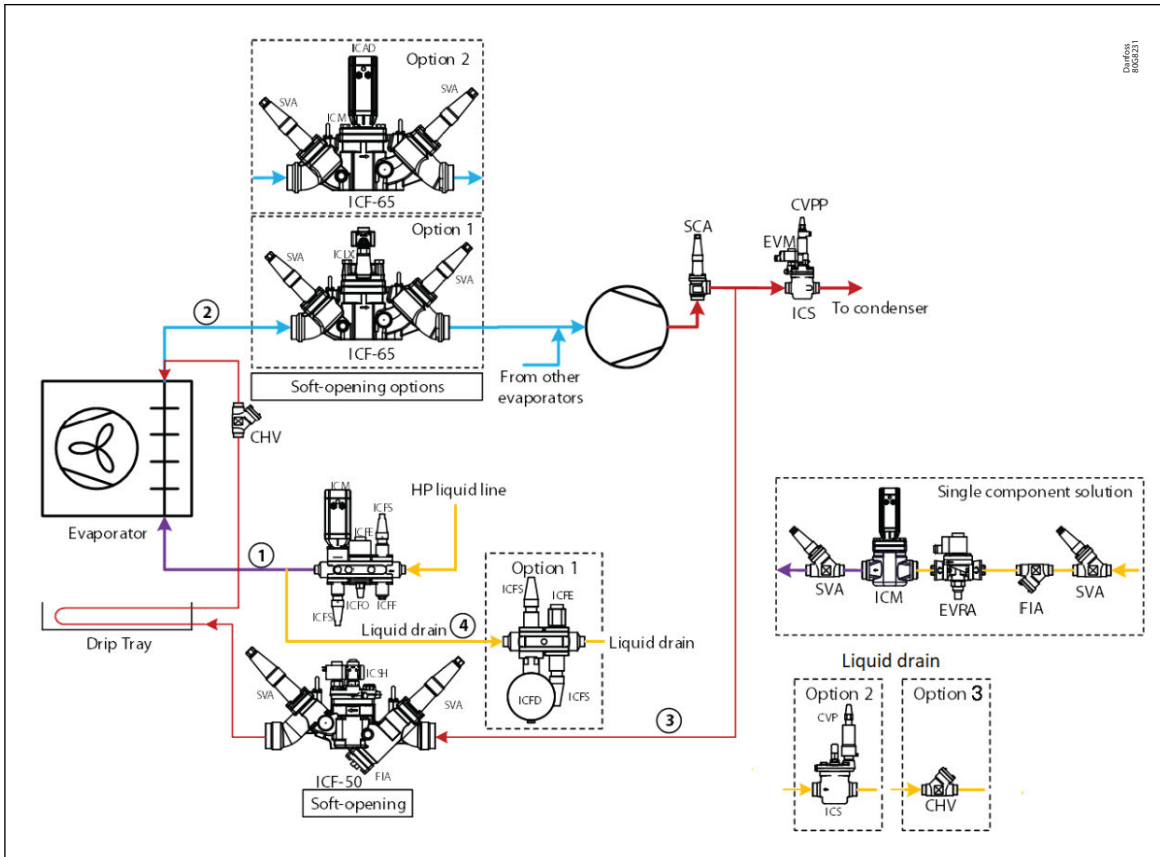 Danfoss
80G8231
ICAD
Option 2
SVA
SVA
ICM
ICF-65
Option 1
ICLX
SVA
SVA
ICF-65
Soft-opening options
2
SCA
CVPP
EVM
ICS
To condenser
From other
evaporators
CHV
Evaporator
ICM
ICFE
ICFS
HP liquid line
1
ICFS
ICFO
ICFF
Option 1
ICFS
ICFE
Liquid drain
4
Liquid drain
ICFD
ICFS
Drip Tray
ICSH
SVA
SVA
FIA
ICF-50
Soft-opening
3
Single component solution
SVA
ICM
EVRA
FIA
SVA
Liquid drain
Option 2
CVP
ICS
Option 3
CHV